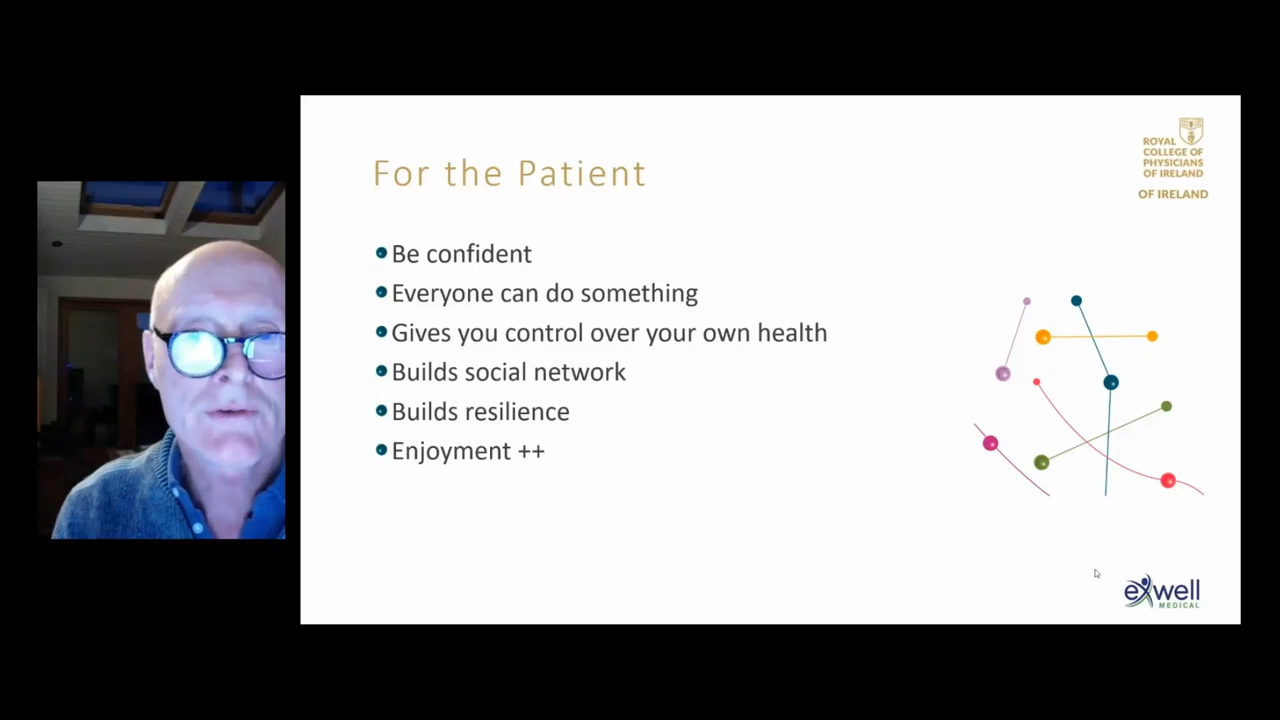 For the Patient
Be confident
Everyone can do something
Gives you control over your own health
Builds social network
Builds resilience
Enjoyment ++
ROYAL
COLLEGE OF
PHYSICIANS
OF IRELAND
OF IRELAND
exwell
MEDICAL